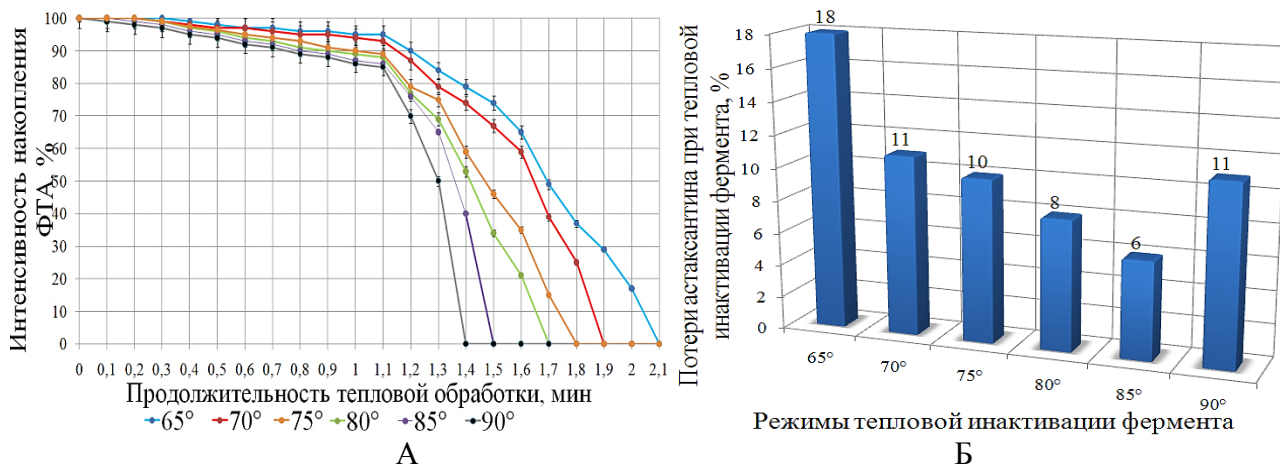 Интенсивность накопления
ФТА, %
100
90
80
70
60
50
40
30
20
10
0
0 0,1 0,2 0,3 0,4 0,5 0,6 0,7 0,8 0,9 1 1,1 1,2 1,3 1,4 1,5 1,6 1,7 1,8 1,9 2 2,1
Продолжительность тепловой обработки, мин
65° 70° 75° 80° 85° 90°
А
Потери астаксантина при тепловой
инактивации фермента, %
18
16
14
12
10
8
6
4
2
0
18
11
10
8
6
11
65° 70° 75° 80° 85° 90°
Режимы тепловой инактивации фермента
Б